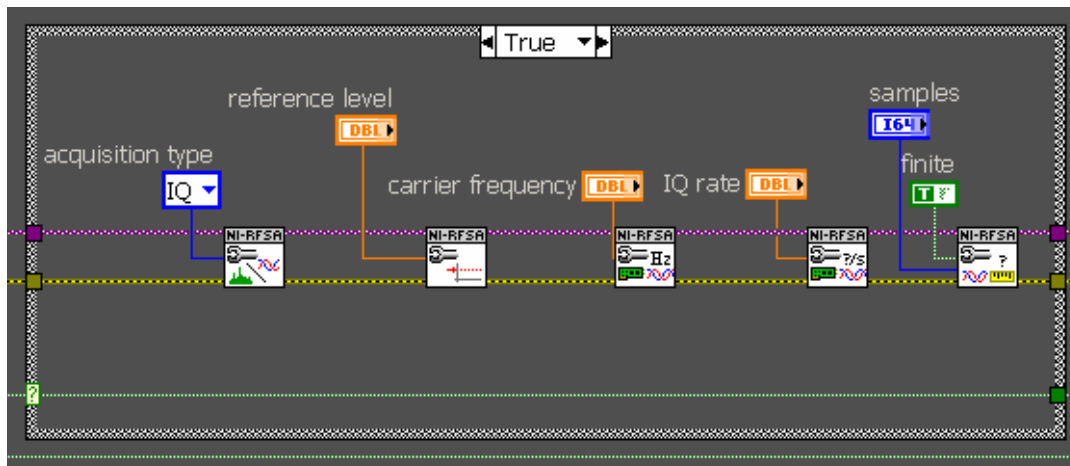 True
reference level
samples
DBL
I64
acquisition type
finite
IQ
carrier frequency
DBL
IQ rate
DBL
T
NI-RFSA
NI-RFSA
NI-RFSA
Hz
NI-RFSA
?/s
NI-RFSA
?
?